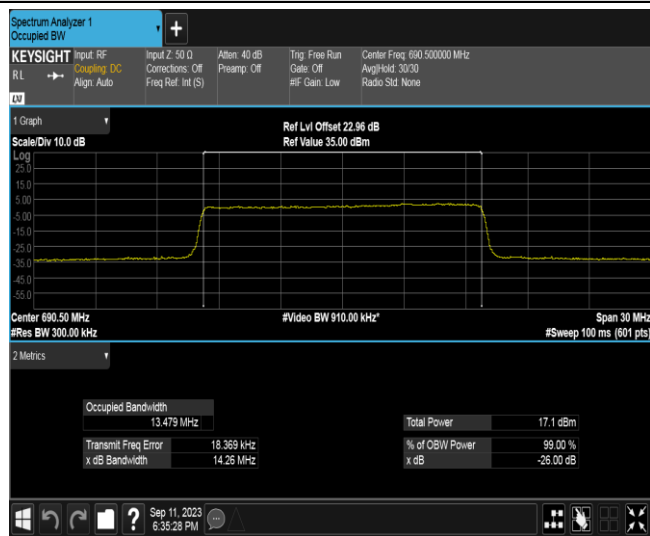 Spectrum Analyzer 1
Occupied BW
+
KEYSIGHT Input: RF Input Z: 50 Ω Atten: 40 dB Trig: Free Run Center Freq: 690.500000 MHz
RL Coupling: DC Corrections: Off Preamp: Off Gate: Off Avg|Hold: 30/30
Align: Auto Freq Ref: Int (S) #IF Gain: Low Radio Std: None
LXI
1 Graph
Ref Lvl Offset 22.96 dB
Scale/Div 10.0 dB Ref Value 35.00 dBm
Log
25.0
15.0
5.00
-5.00
-15.0
-25.0
-35.0
-45.0
-55.0
Center 690.50 MHz #Video BW 910.00 kHz* Span 30 MHz
#Res BW 300.00 kHz #Sweep 100 ms (601 pts)
2 Metrics
Occupied Bandwidth
13.479 MHz Total Power 17.1 dBm
Transmit Freq Error 18.369 kHz % of OBW Power 99.00 %
x dB Bandwidth 14.26 MHz x dB -26.00 dB
? Sep 11, 2023
6:35:28 PM